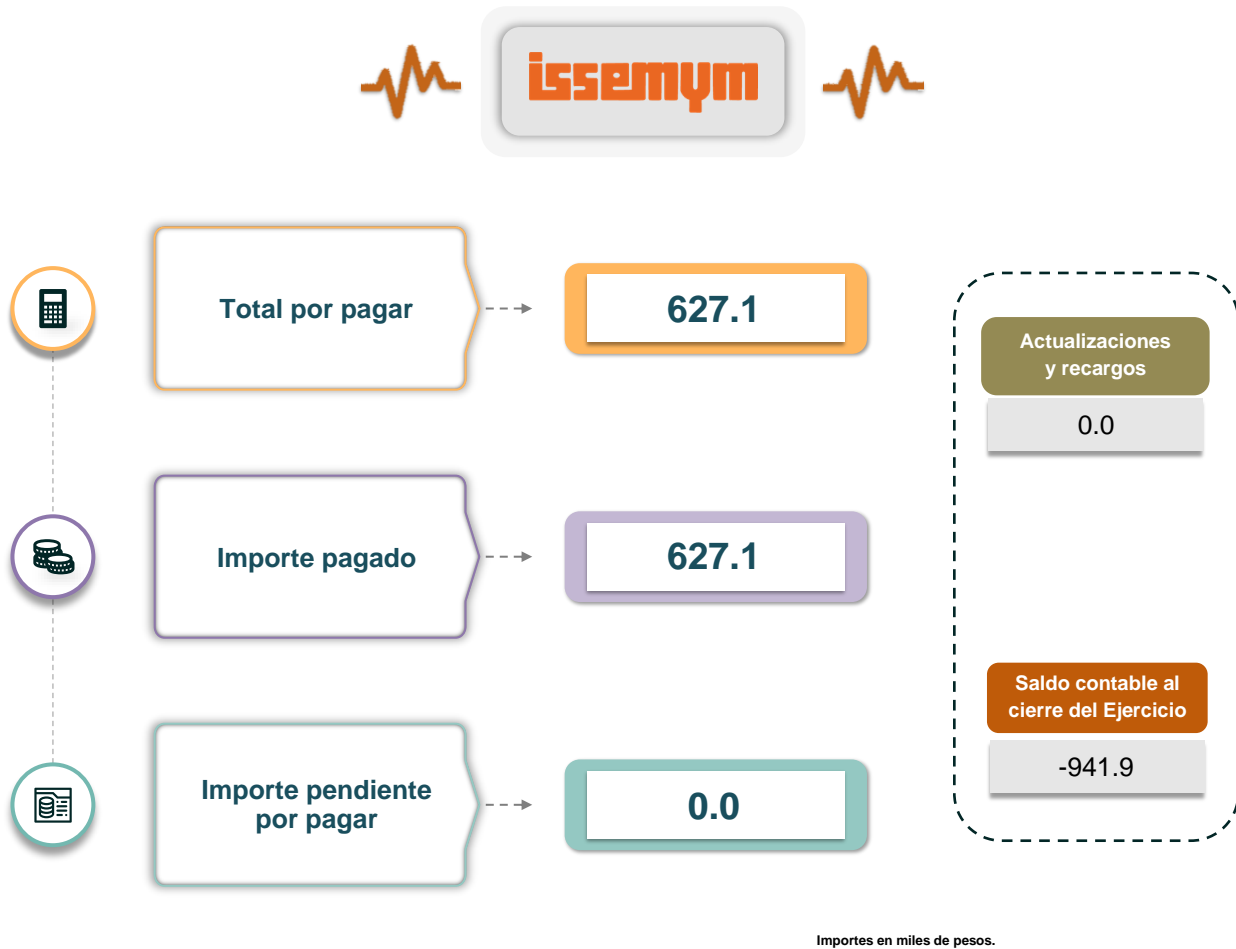 issemym
Total por pagar
627.1
Actualizaciones
y recargos
0.0
Importe pagado
627.1
Saldo contable al
cierre del Ejercicio
-941.9
Importe pendiente
por pagar
0.0
Importes en miles de pesos.